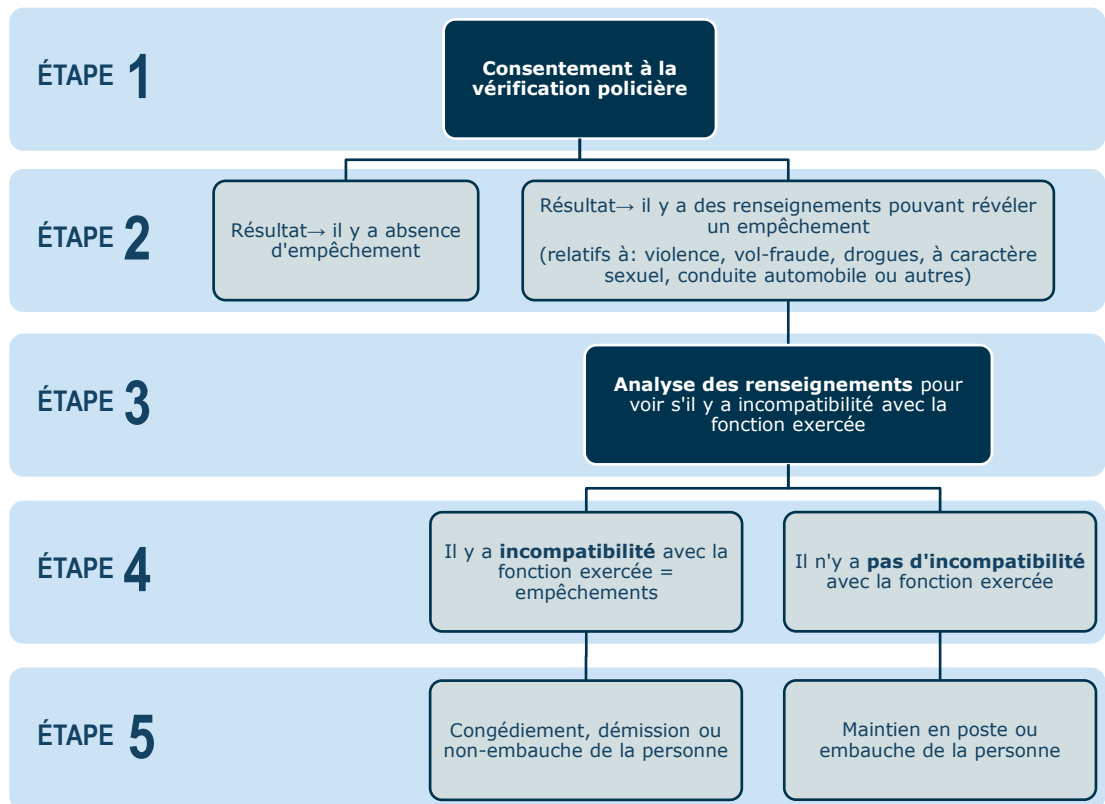 ÉTAPE 1
Consentement à la
vérification policière
ÉTAPE 2
Résultat→ il y a absence
d'empêchement
Résultat→ il y a des renseignements pouvant révéler
un empêchement
(relatifs à: violence, vol-fraude, drogues, à caractère
sexuel, conduite automobile ou autres)
ÉTAPE 3
Analyse des renseignements pour
voir s'il y a incompatibilité avec la
fonction exercée
ÉTAPE 4
Il y a incompatibilité avec la
fonction exercée =
empêchements
Il n'y a pas d'incompatibilité
avec la fonction exercée
ÉTAPE 5
Congédiement, démission ou
non-embauche de la personne
Maintien en poste ou
embauche de la personne